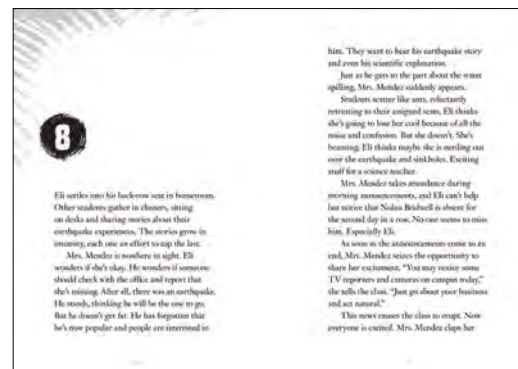 8
Eli settles into his back-row seat in homeroom.
Other students gather in clusters, sitting
on desks and sharing stories about their
earthquake experiences. The stories grow in
intensity, each one an effort to top the last.
Mrs. Mendez is nowhere in sight. Eli
wonders if she's okay. He wonders if someone
should check with the office and report that
she's missing. After all, there was an earthquake.
He stands, thinking he will be the one to go.
But he doesn't get far. He has forgotten that
he's now popular and people are interested in
him. They want to hear his earthquake story
and even his scientific explanation.
Just as he gets to the part about the water
spilling, Mrs. Mendez suddenly appears.
Students scatter like ants, reluctantly
retreating to their assigned seats. Eli thinks
she's going to lose her cool because of all the
noise and confusion. But she doesn't. She's
beaming. Eli thinks maybe she is nerding out
over the earthquake and sinkholes. Exciting
stuff for a science teacher.
Mrs. Mendez takes attendance during
morning announcements, and Eli can't help
but notice that Nolan Bridwell is absent for
the second day in a row. No one seems to miss
him. Especially Eli.
As soon as the announcements come to an
end, Mrs. Mendez seizes the opportunity to
share her excitement. "You may notice some
TV reporters and cameras on campus today,"
she tells the class. "Just go about your business
and act natural."
This news causes the class to erupt. Now
everyone is excited. Mrs. Mendez claps her